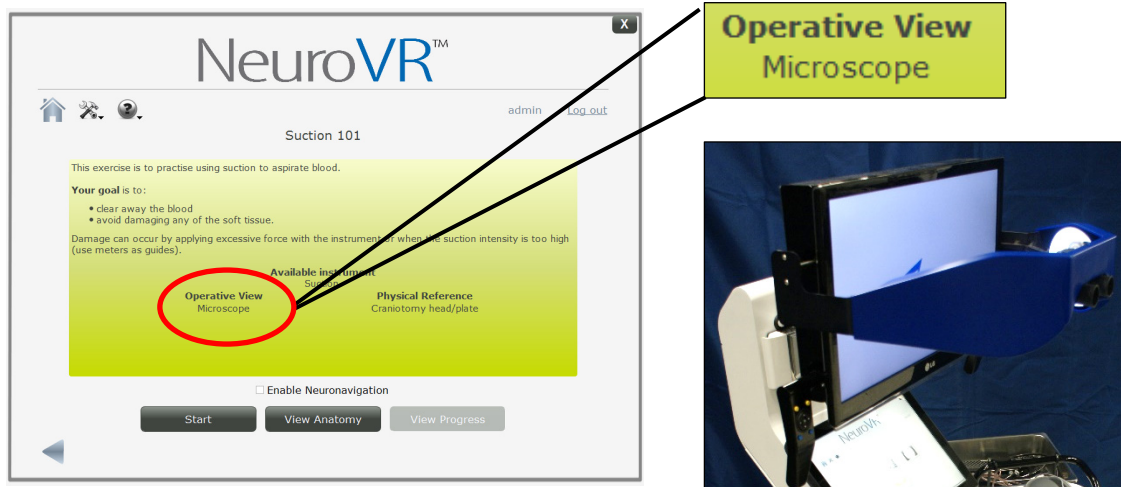 X
NeuroVR™
admin
Log out
Suction 101
This exercise is to practise using suction to aspirate blood.
Your goal is to:
• clear away the blood
• avoid damaging any of the soft tissue.
Damage can occur by applying excessive force with the instrument or when the suction intensity is too high
(use meters as guides).
Available instrument
Suction
Operative View
Physical Reference
Microscope
Craniotomy head/plate
Enable Neuronavigation
Start
View Anatomy
View Progress
Operative View
Microscope
LG
NeuroVR